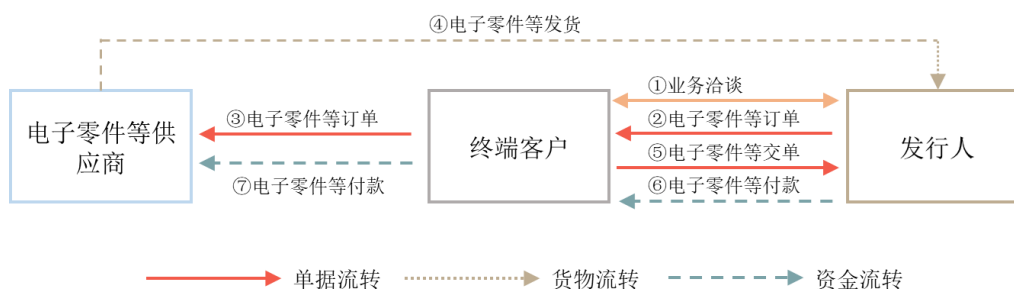 ④电子零件等发货
①业务洽谈
③电子零件等订单
②电子零件等订单
电子零件等供
应商
终端客户
发行人
⑤电子零件等交单
⑦电子零件等付款
⑥电子零件等付款
单据流转
货物流转
资金流转